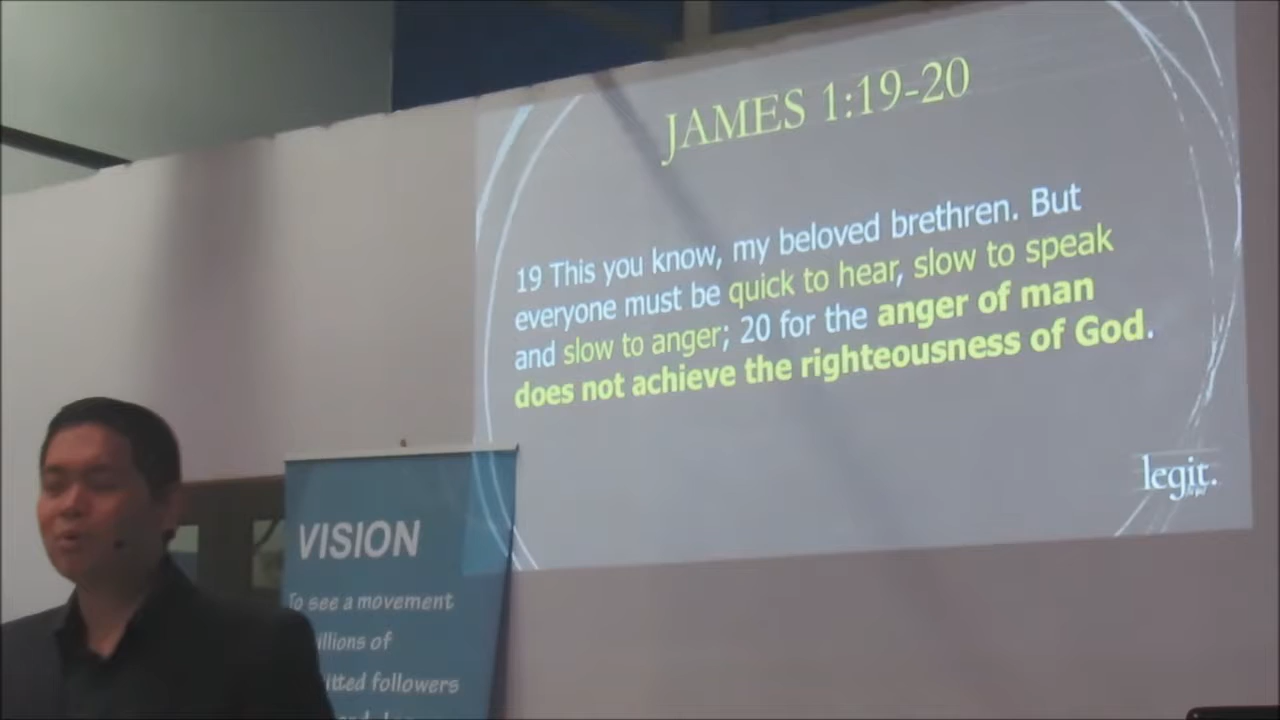 JAMES 1:19-20
19 This you know, my beloved brethren. But
everyone must be quick to hear, slow to speak
and slow to anger; 20 for the anger of man
does not achieve the righteousness of God.
legit.
VISION
To see a movement
illions of
itted followers